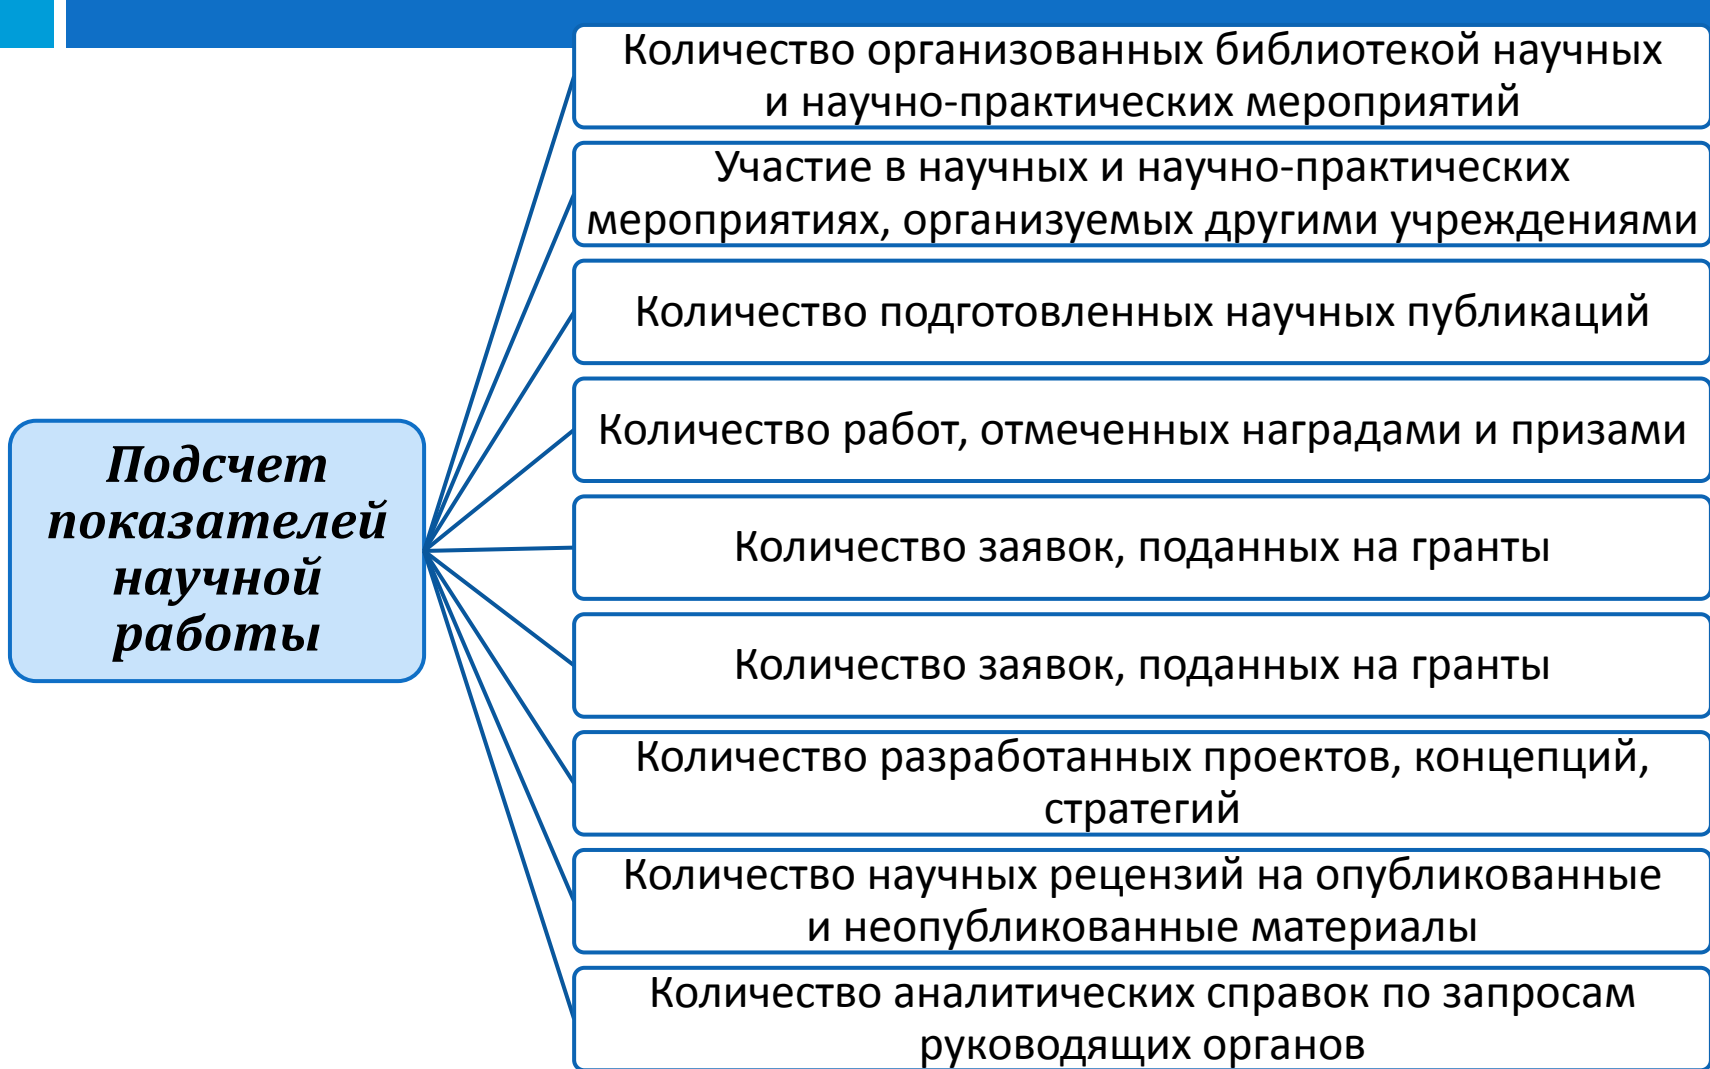 Количество организованных библиотекой научных
и научно-практических мероприятий
Участие в научных и научно-практических
мероприятиях, организуемых другими учреждениями
Количество подготовленных научных публикаций
Количество работ, отмеченных наградами и призами
Подсчет
показателей
научной
работы
Количество заявок, поданных на гранты
Количество заявок, поданных на гранты
Количество разработанных проектов, концепций,
стратегий
Количество научных рецензий на опубликованные
и неопубликованные материалы
Количество аналитических справок по запросам
руководящих органов